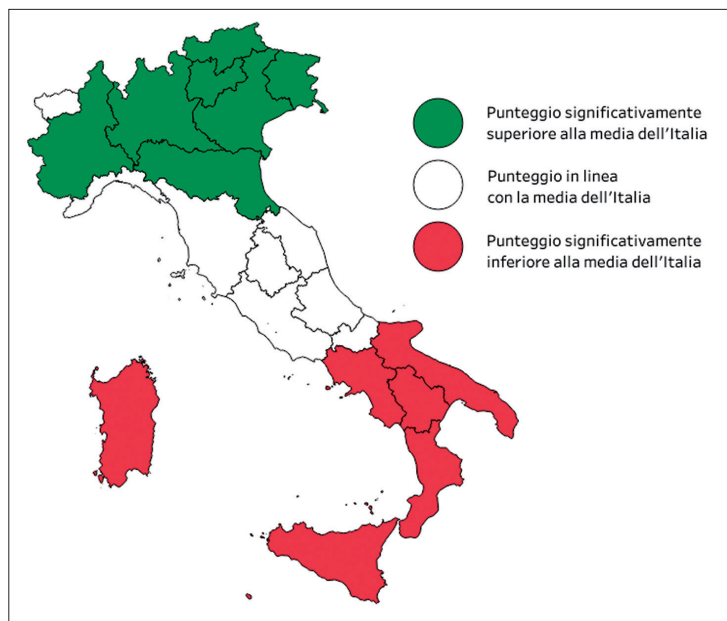 Punteggio significativamente
superiore alla media dell'Italia
Punteggio in linea
con la media dell'Italia
Punteggio significativamente
inferiore alla media dell'Italia